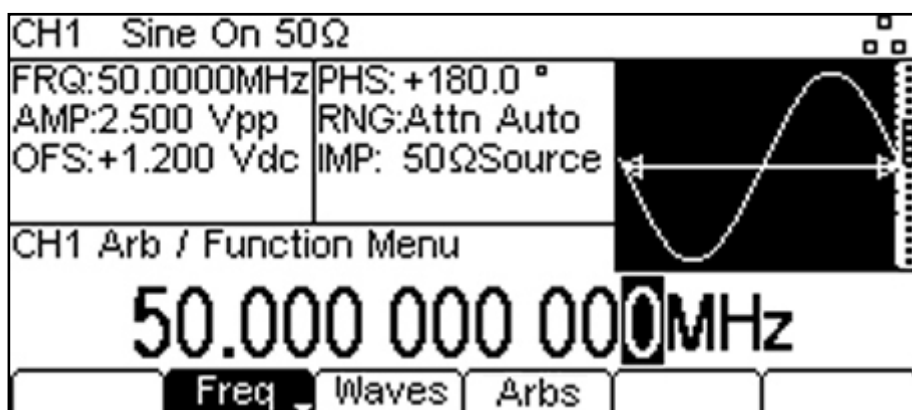 CH1 Sine On 50Ω
FRQ:50.0000MHz
AMP:2.500 Vpp
OFS:+1.200 Vdc
PHS:+180.0 °
RNG:Attn Auto
IMP: 50ΩSource
CH1 Arb / Function Menu
50.000 000 000MHz
Freq Waves Arbs